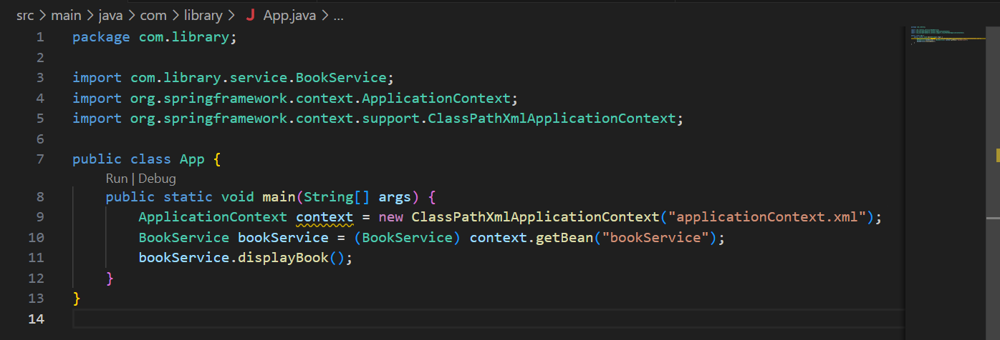 src > main > java > com > library > J App.java > ...
1 package com.library;
2
3 import com.library.service.BookService;
4 import org.springframework.context.ApplicationContext;
5 import org.springframework.context.support.ClassPathXmlApplicationContext;
6
7 public class App {
Run | Debug
8 public static void main(String[] args) {
9 ApplicationContext context = new ClassPathXmlApplicationContext("applicationContext.xml");
10 BookService bookService = (BookService) context.getBean("bookService");
11 bookService.displayBook();
12 }
13 }
14